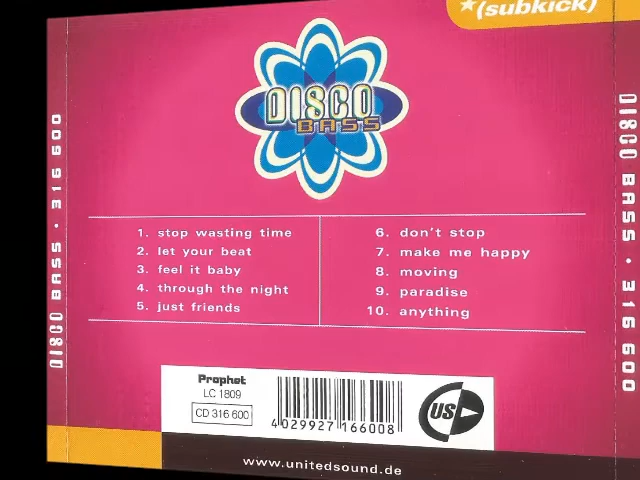 *(subkick)
DISCO
BASS
DISCO BASS · 316 600
1. stop wasting time
2. let your beat
3. feel it baby
4. through the night
5. just friends
6. don't stop
7. make me happy
8. moving
9. paradise
10. anything
DISCO BASS · 316 600
Prophet
LC 1809
CD 316 600
4 029927 166008
US
www.unitedsound.de